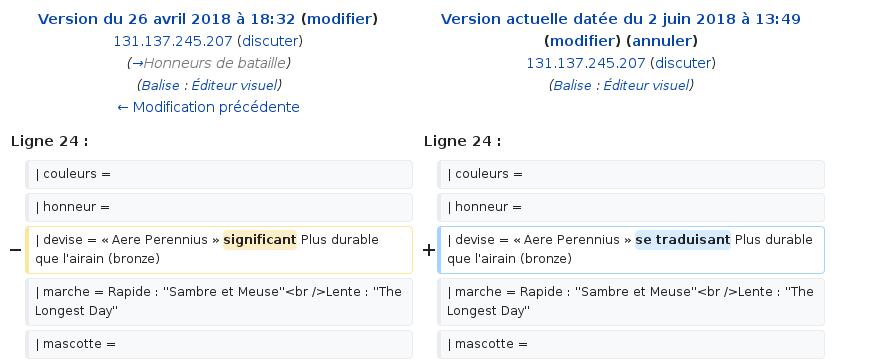 Version du 26 avril 2018 à 18:32 (modifier)
131.137.245.207 (discuter)
(→Honneurs de bataille)
(Balise : Éditeur visuel)
← Modification précédente
Version actuelle datée du 2 juin 2018 à 13:49
(modifier) (annuler)
131.137.245.207 (discuter)
(Balise : Éditeur visuel)
Ligne 24 :
Ligne 24 :
| couleurs =
| couleurs =
| honneur =
| honneur =
− | devise = « Aere Perennius » significant Plus durable
que l'airain (bronze)
+ | devise = « Aere Perennius » se traduisant Plus durable
que l'airain (bronze)
| marche = Rapide : "Sambre et Meuse"<br />Lente : "The
Longest Day"
| marche = Rapide : "Sambre et Meuse"<br />Lente : "The
Longest Day"
| mascotte =
| mascotte =